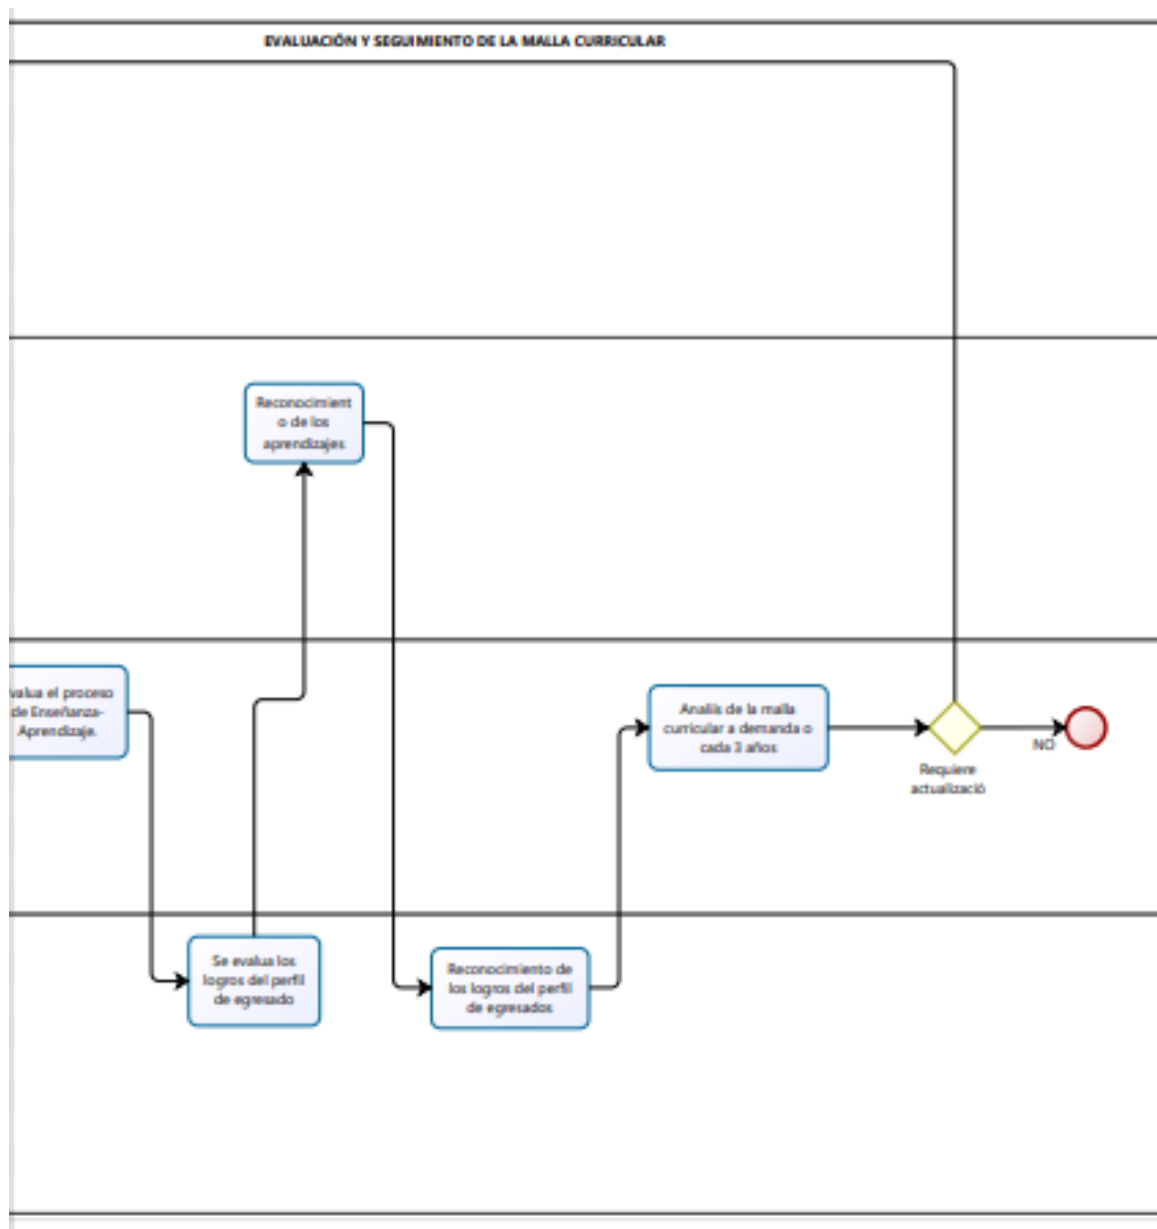 EVALUACIÓN Y SEGUIMIENTO DE LA MALLA CURRICULAR
Reconocimient
o de los
aprendizajes
valua el proceso
de Enseñanza-
Aprendizaje.
Analiis de la malla
curricular a demanda o
cada 3 años
NO
Requiere
actualizació
Se evalua los
logros del perfil
de egresado
Reconocimiento de
los logros del perfil
de egresados